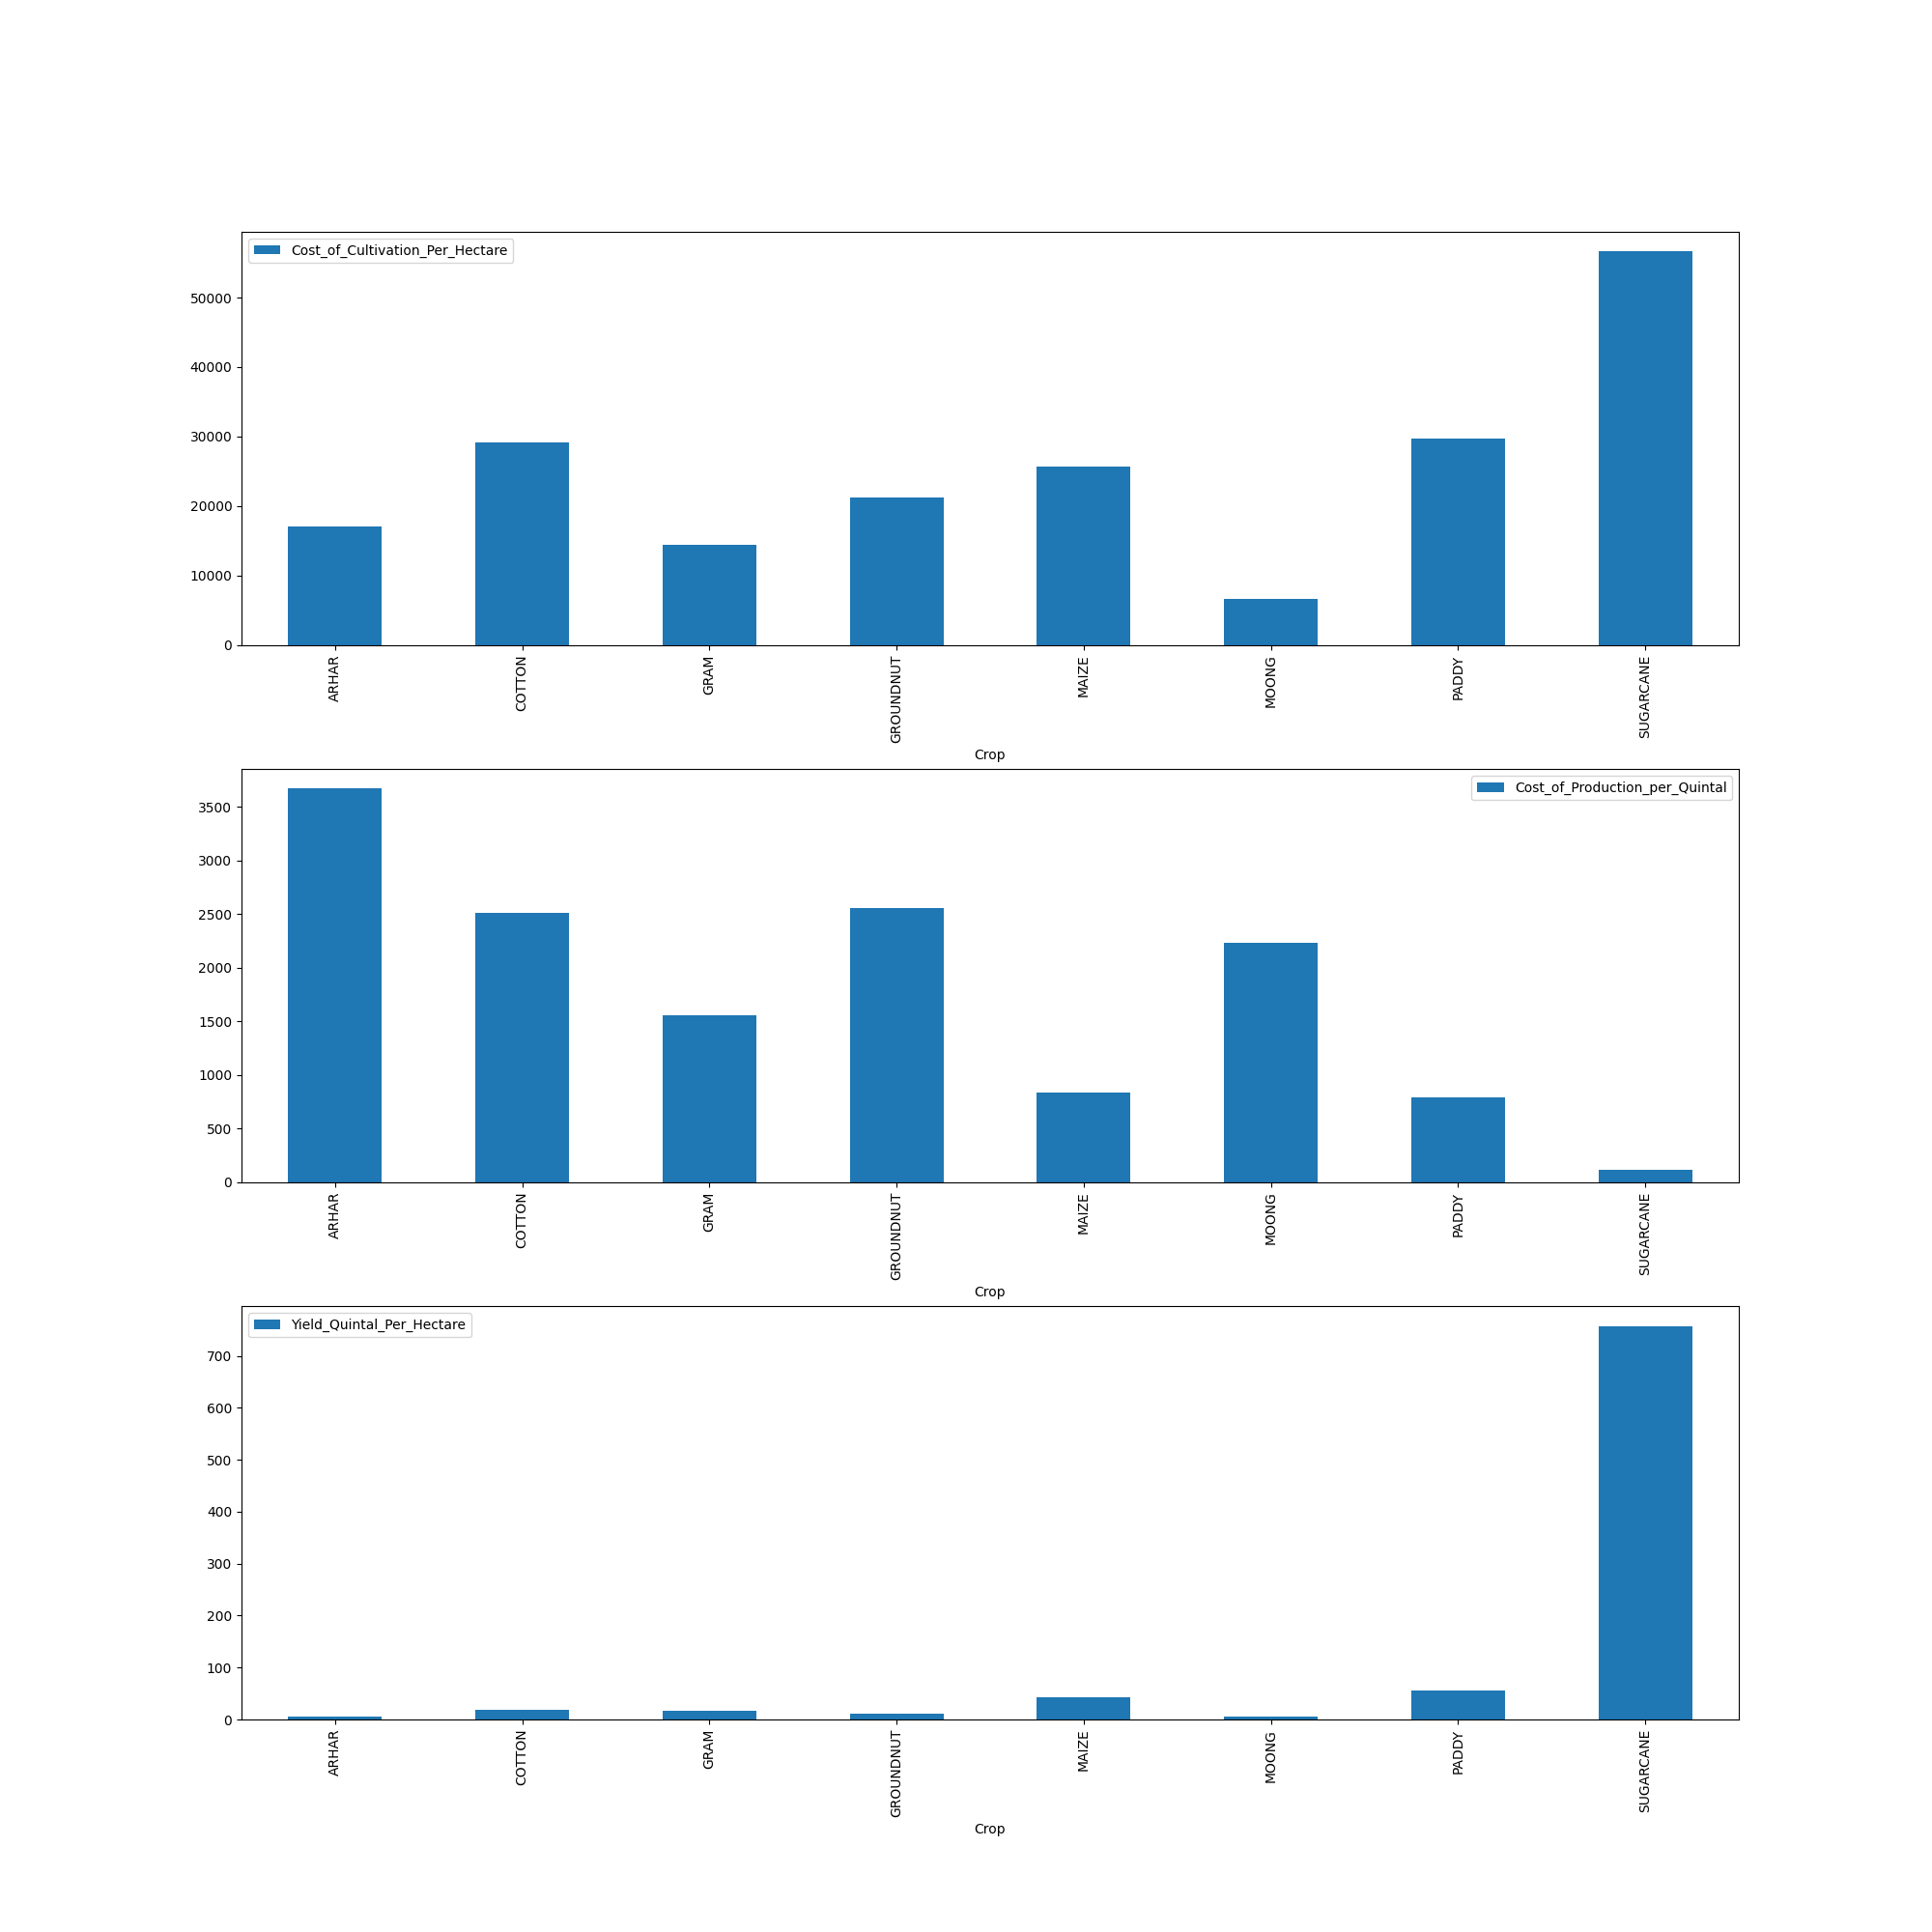 Cost_of_Cultivation_Per_Hectare
50000
40000
30000
20000
10000
0
ARHAR
COTTON
GRAM
GROUNDNUT
MAIZE
MOONG
PADDY
SUGARCANE
Crop
Cost_of_Production_per_Quintal
3500
3000
2500
2000
1500
1000
500
0
ARHAR
COTTON
GRAM
GROUNDNUT
MAIZE
MOONG
PADDY
SUGARCANE
Crop
Yield_Quintal_Per_Hectare
700
600
500
400
300
200
100
0
ARHAR
COTTON
GRAM
GROUNDNUT
MAIZE
MOONG
PADDY
SUGARCANE
Crop